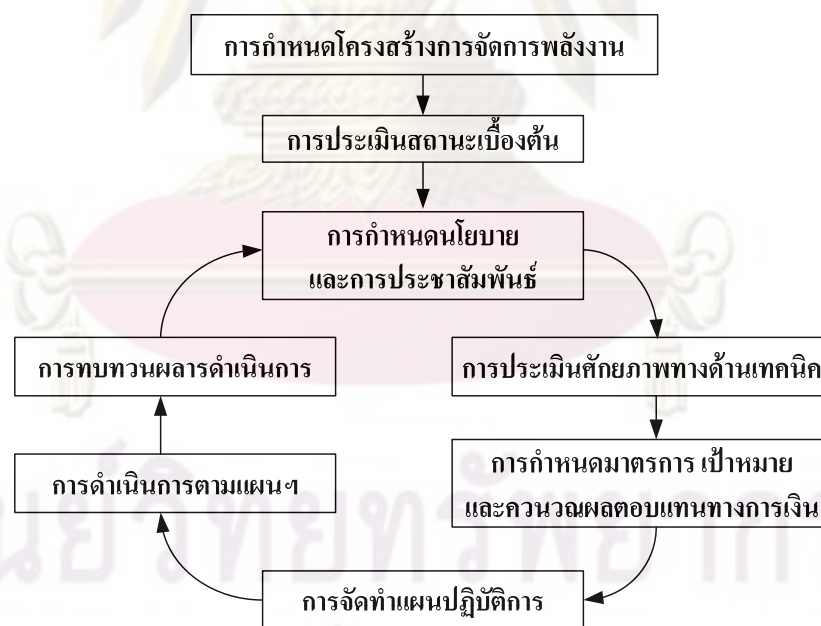 การกำหนดโครงสร้างการจัดการพลังงาน
การประเมินสถานะเบื้องต้น
การกำหนดนโยบาย
และการประชาสัมพันธ์
การประเมินศักยภาพทางด้านเทคนิค
การกำหนดมาตรการ เป้าหมาย
และควนวณผลตอบแทนทางการเงิน
การจัดทำแผนปฏิบัติการ
การดำเนินการตามแผนฯ
การทบทวนผลารดำเนินการ